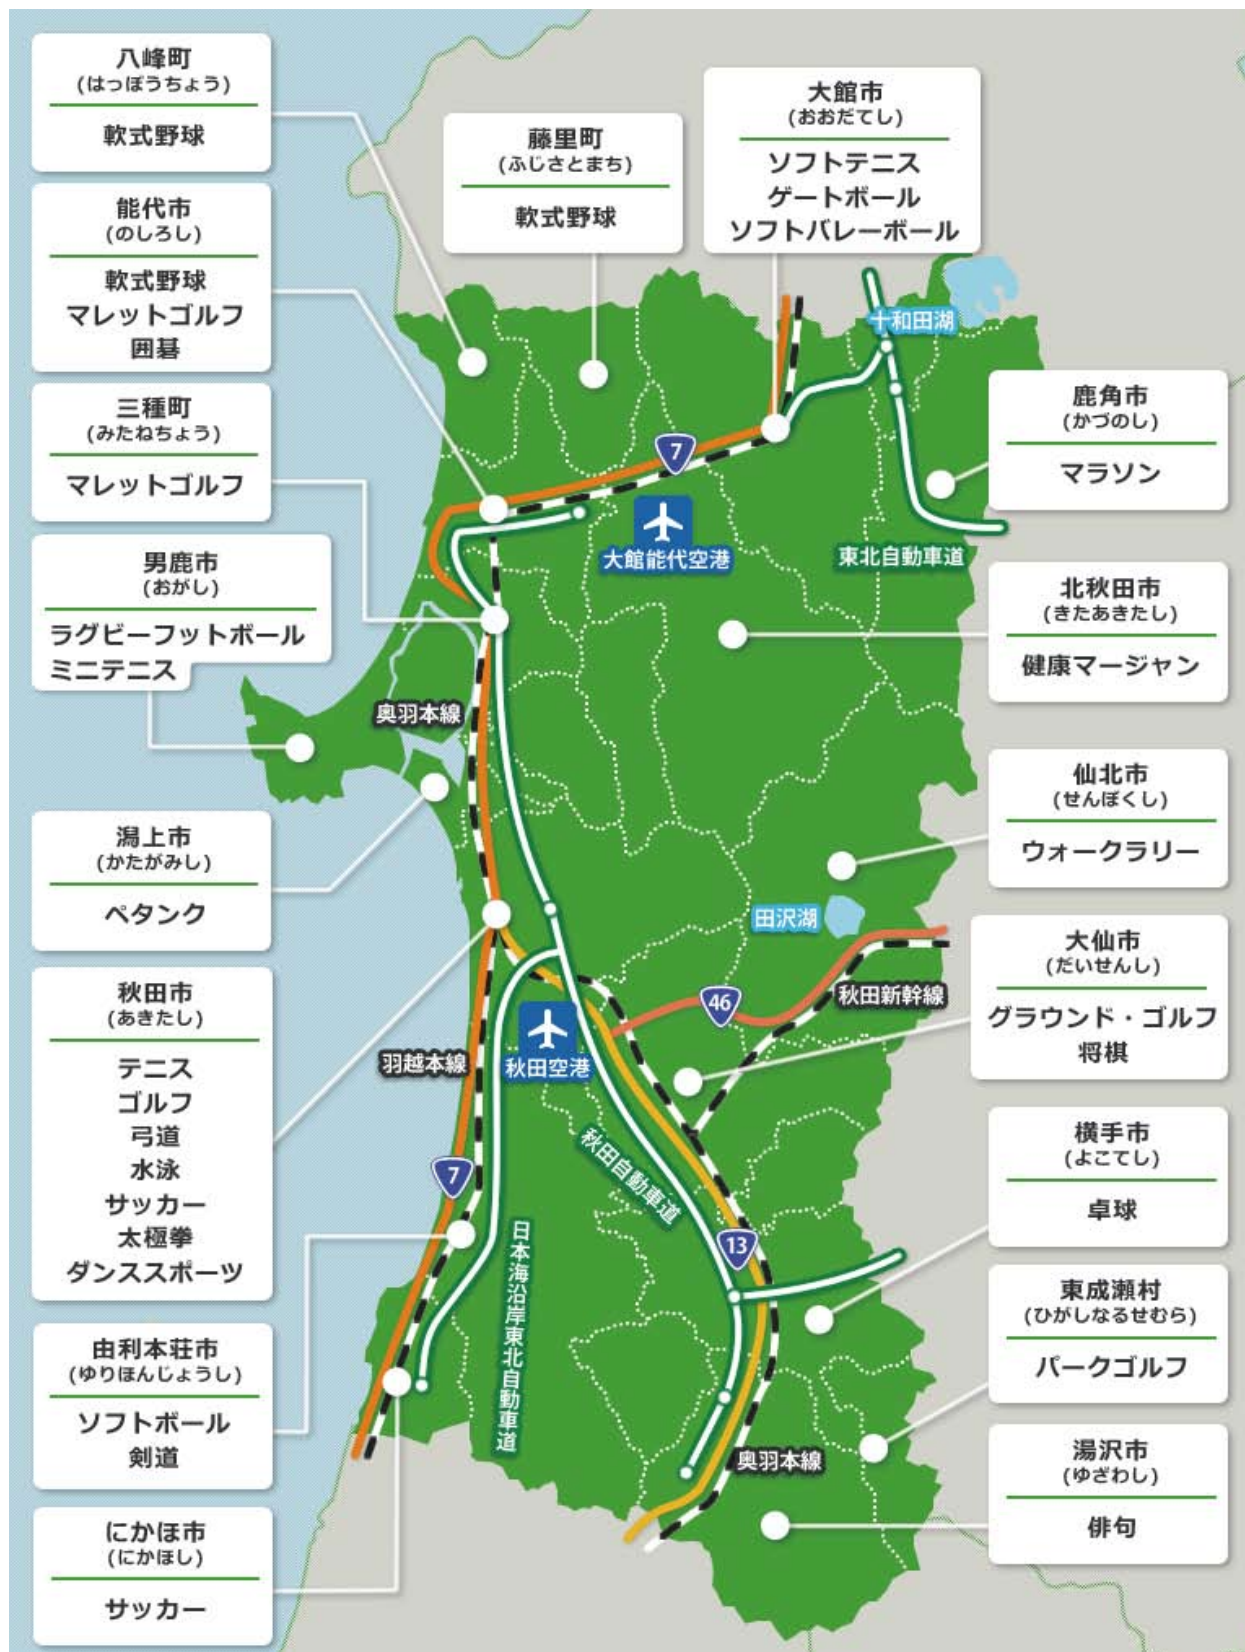 八峰町
(はっぽうちょう)
軟式野球
能代市
(のしろし)
軟式野球
マレットゴルフ
囲碁
三種町
(みたねちょう)
マレットゴルフ
男鹿市
(おがし)
ラグビーフットボール
ミニテニス
潟上市
(かたがみし)
ペタンク
秋田市
(あきたし)
テニス
ゴルフ
弓道
水泳
サッカー
太極拳
ダンススポーツ
由利本荘市
(ゆりほんじょうし)
ソフトボール
剣道
にかほ市
(にかほし)
サッカー
藤里町
(ふじさとまち)
軟式野球
大館市
(おおだてし)
ソフトテニス
ゲートボール
ソフトバレーボール
十和田湖
7
大館能代空港
東北自動車道
奥羽本線
田沢湖
46
秋田新幹線
秋田空港
羽越本線
秋田自動車道
7
13
日本海沿岸東北自動車道
奥羽本線
鹿角市
(かづのし)
マラソン
北秋田市
(きたあきたし)
健康マージャン
仙北市
(せんぼくし)
ウォークラリー
大仙市
(だいせんし)
グラウンド・ゴルフ
将棋
横手市
(よこてし)
卓球
東成瀬村
(ひがしなるせむら)
パークゴルフ
湯沢市
(ゆざわし)
俳句